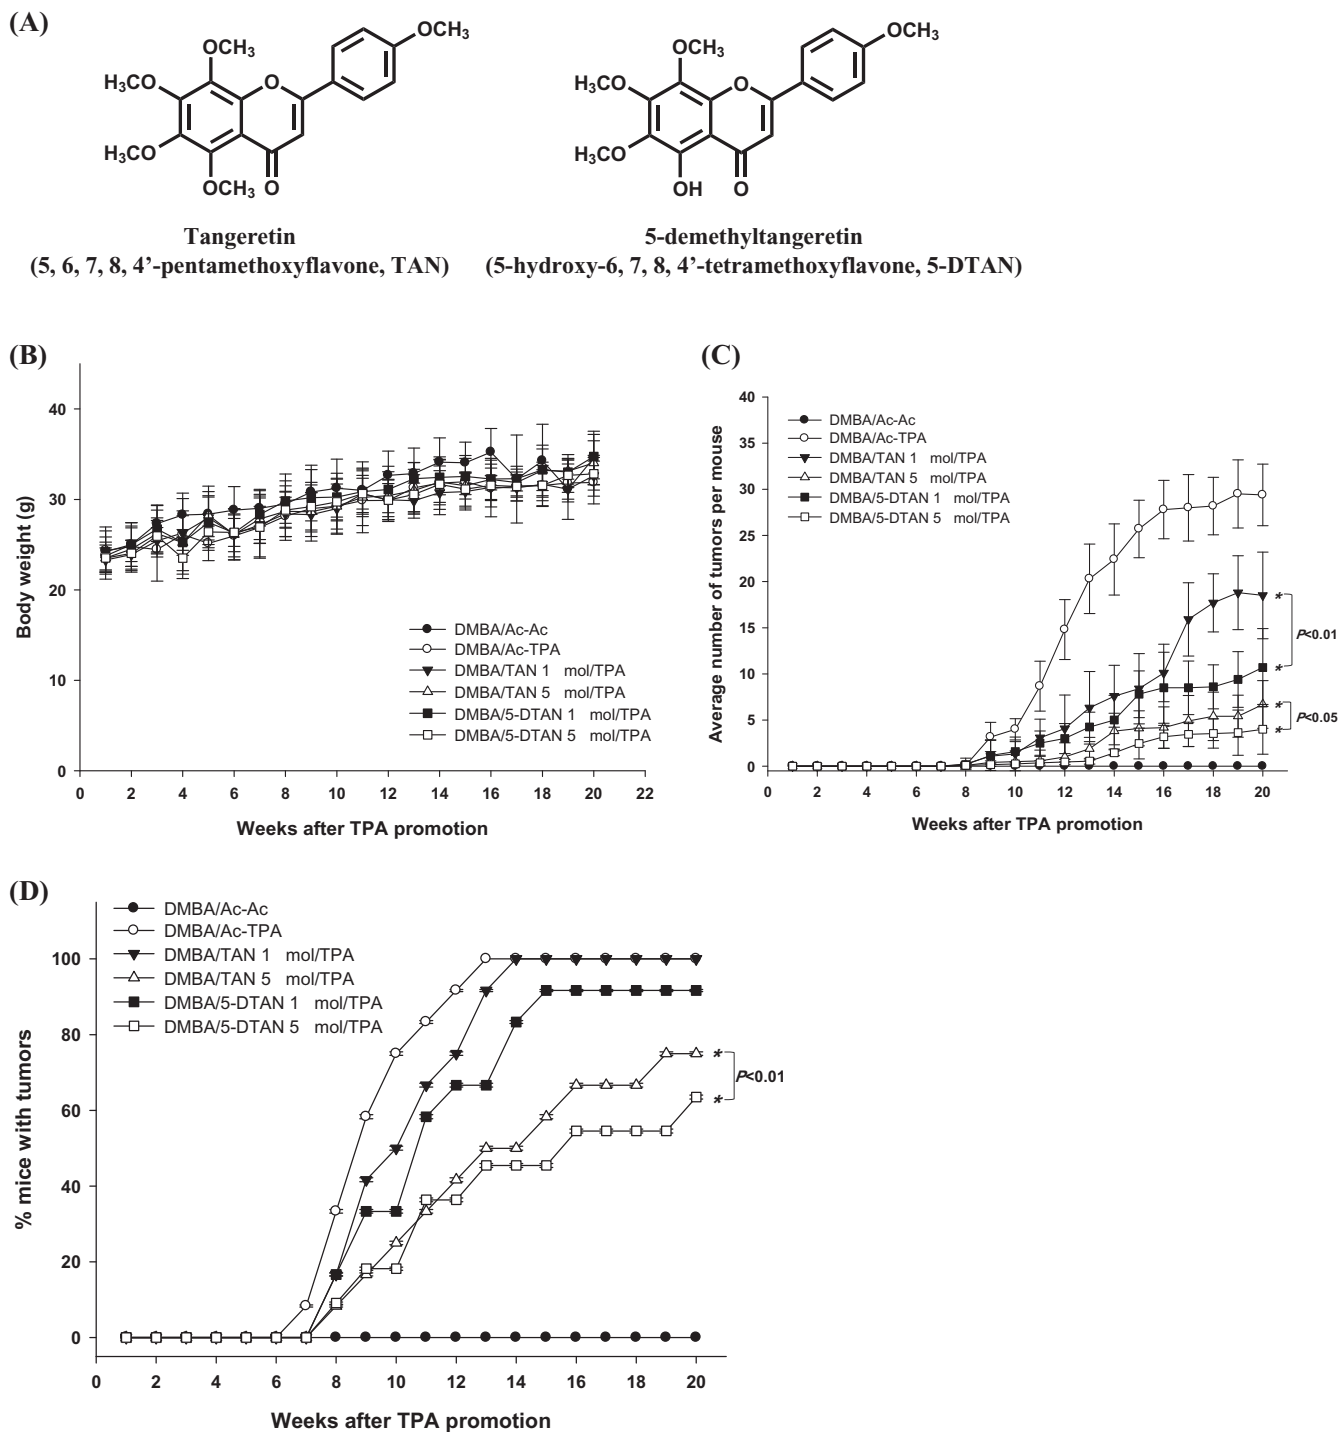 (A)
OCH3
OCH3
H3CO
O
H3CO
OCH3
O
OCH3
OCH3
H3CO
O
H3CO
OH
O
Tangeretin
(5, 6, 7, 8, 4’-pentamethoxyflavone, TAN)
5-demethyltangeretin
(5-hydroxy-6, 7, 8, 4’-tetramethoxyflavone, 5-DTAN)
(B)
Body weight (g)
40
30
20
10
0
DMBA/Ac-Ac
DMBA/Ac-TPA
DMBA/TAN 1 mol/TPA
DMBA/TAN 5 mol/TPA
DMBA/5-DTAN 1 mol/TPA
DMBA/5-DTAN 5 mol/TPA
0 2 4 6 8 10 12 14 16 18 20 22
Weeks after TPA promotion
(C)
Average number of tumors per mouse
40
35
30
25
20
15
10
5
0
DMBA/Ac-Ac
DMBA/Ac-TPA
DMBA/TAN 1 mol/TPA
DMBA/TAN 5 mol/TPA
DMBA/5-DTAN 1 mol/TPA
DMBA/5-DTAN 5 mol/TPA
*
P<0.01
*
*
P<0.05
*
0 2 4 6 8 10 12 14 16 18 20
Weeks after TPA promotion
(D)
% mice with tumors
100
80
60
40
20
0
DMBA/Ac-Ac
DMBA/Ac-TPA
DMBA/TAN 1 mol/TPA
DMBA/TAN 5 mol/TPA
DMBA/5-DTAN 1 mol/TPA
DMBA/5-DTAN 5 mol/TPA
*
P<0.01
*
0 2 4 6 8 10 12 14 16 18 20
Weeks after TPA promotion